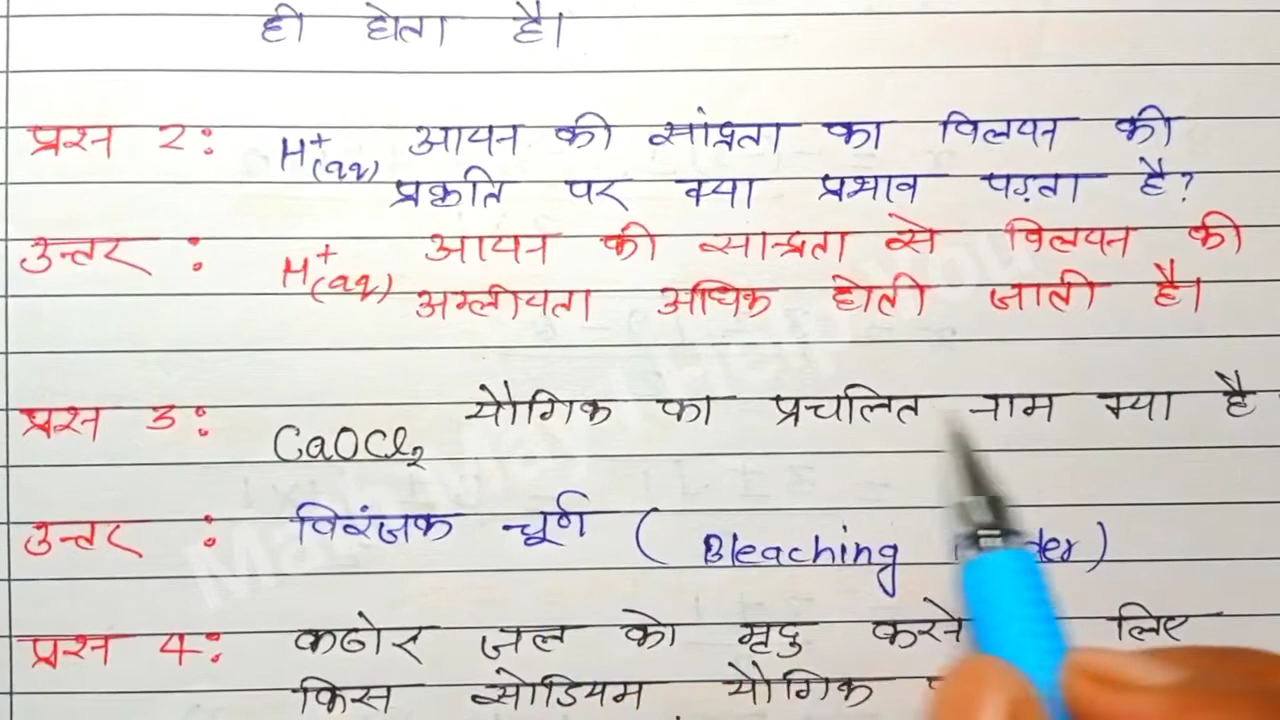 ही होता है।
प्रश्न 2: H⁺(aq) आयन की सांद्रता का विलयन की
प्रकृति पर क्या प्रभाव पड़ता है?
उत्तर : H⁺(aq) आयन की सान्द्रता से विलयन की
अम्लीयता अधिक होती जाती है।
प्रश्न 3: CaOCl₂ यौगिक का प्रचलित नाम क्या है
उत्तर : विरंजक चूर्ण ( Bleaching
प्रश्न 4: कठोर जल को मृदु करने लिए
किस सोडियम यौगिक